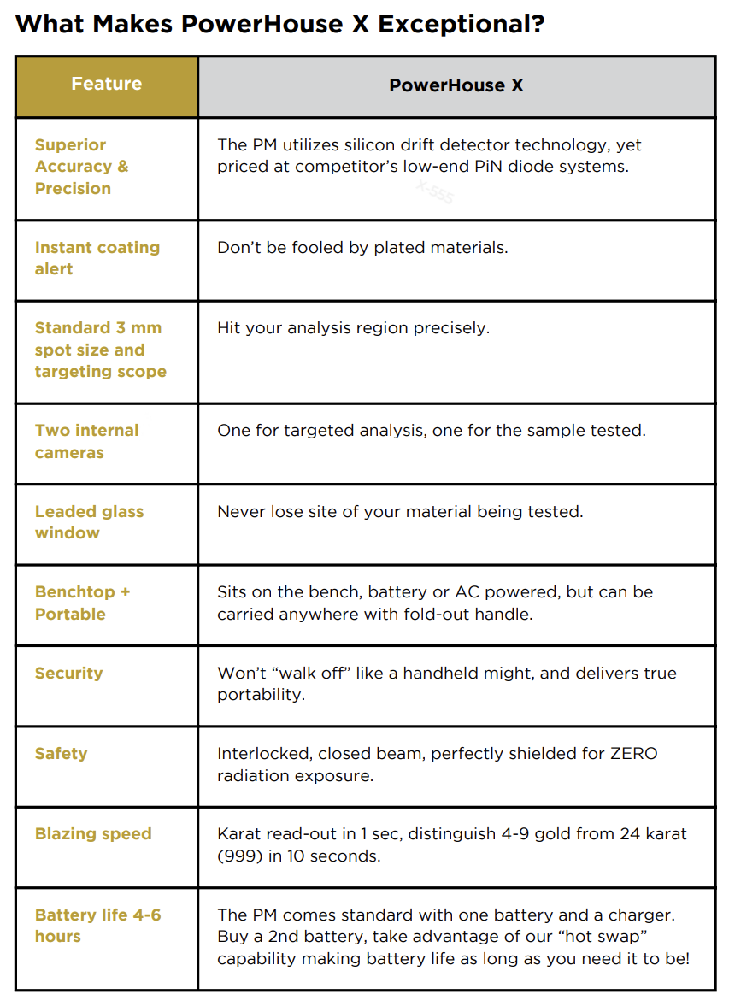 What Makes PowerHouse X Exceptional?
Feature
PowerHouse X
Superior
Accuracy &
Precision
The PM utilizes silicon drift detector technology, yet
priced at competitor’s low-end PiN diode systems.
X-555
Instant coating
alert
Don’t be fooled by plated materials.
Standard 3 mm
spot size and
targeting scope
Hit your analysis region precisely.
Two internal
cameras
One for targeted analysis, one for the sample tested.
Leaded glass
window
Never lose site of your material being tested.
Benchtop +
Portable
Sits on the bench, battery or AC powered, but can be
carried anywhere with fold-out handle.
Security
Won’t “walk off” like a handheld might, and delivers true
portability.
Safety
Interlocked, closed beam, perfectly shielded for ZERO
radiation exposure.
Blazing speed
Karat read-out in 1 sec, distinguish 4-9 gold from 24 karat
(999) in 10 seconds.
Battery life 4-6
hours
The PM comes standard with one battery and a charger.
Buy a 2nd battery, take advantage of our “hot swap”
capability making battery life as long as you need it to be!